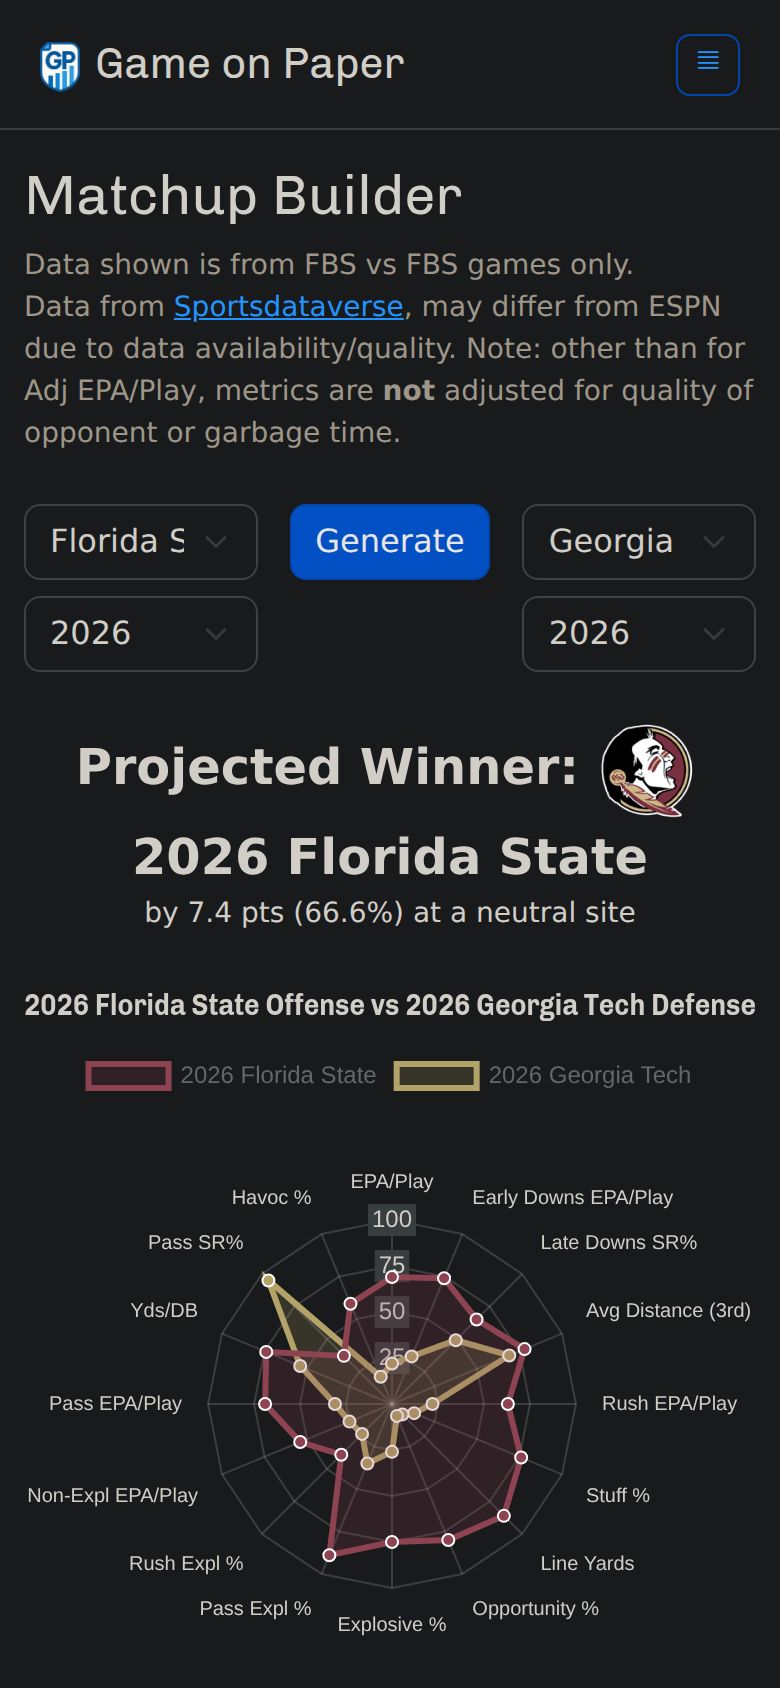 GP Game on Paper
Matchup Builder
Data shown is from FBS vs FBS games only.
Data from Sportsdataverse, may differ from ESPN
due to data availability/quality. Note: other than for
Adj EPA/Play, metrics are not adjusted for quality of
opponent or garbage time.
Florida S Generate Georgia
2026 2026
Projected Winner:
2026 Florida State
by 7.4 pts (66.6%) at a neutral site
2026 Florida State Offense vs 2026 Georgia Tech Defense
2026 Florida State 2026 Georgia Tech
EPA/Play
Havoc % Early Downs EPA/Play
100
Pass SR% Late Downs SR%
75
Yds/DB 50 Avg Distance (3rd)
25
Pass EPA/Play Rush EPA/Play
Non-Expl EPA/Play Stuff %
Rush Expl % Line Yards
Pass Expl % Opportunity %
Explosive %